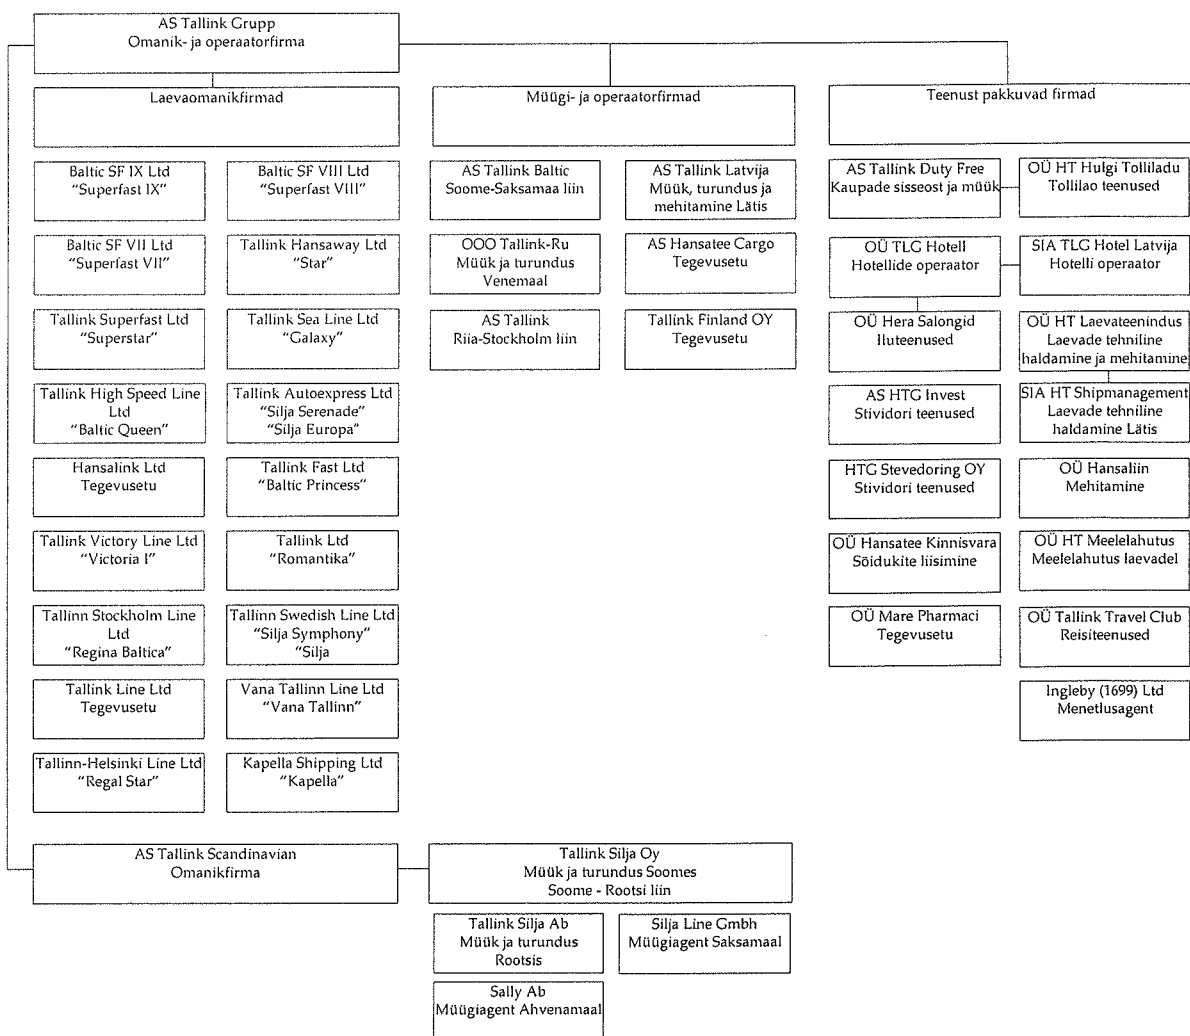 AS Tallink Grupp
Omanik- ja operaatorfirma
Laevaomanikfirmad
Müügi- ja operaatorfirmad
Teenust pakkuvad firmad
Baltic SF IX Ltd
"Superfast IX"
Baltic SF VIII Ltd
"Superfast VIII"
AS Tallink Baltic
Soome-Saksamaa liin
AS Tallink Latvija
Müük, turundus ja
mehitamine Lätis
AS Tallink Duty Free
Kaupade sisseost ja müük
OÜ HT Hulgi Tolliladu
Tollilao teenused
Baltic SF VII Ltd
"Superfast VII"
Tallink Hansaway Ltd
"Star"
OOO Tallink-Ru
Müük ja turundus
Venemaal
AS Hansatee Cargo
Tegevusetu
OÜ TLG Hotell
Hotellide operaator
SIA TLG Hotel Latvija
Hotelli operaator
Tallink Superfast Ltd
"Superstar"
Tallink Sea Line Ltd
"Galaxy"
AS Tallink
Riia-Stockholm liin
Tallink Finland OY
Tegevusetu
OÜ Hera Salongid
Iluteenused
OÜ HT Laevateenindus
Laevade tehniline
haldamine ja mehitamine
Tallink High Speed Line
Ltd
"Baltic Queen"
Tallink Autoexpress Ltd
"Silja Serenade"
"Silja Europa"
AS HTG Invest
Stividori teenused
SIA HT Shipmanagement
Laevade tehniline
haldamine Lätis
Hansalink Ltd
Tegevusetu
Tallink Fast Ltd
"Baltic Princess"
HTG Stevedoring OY
Stividori teenused
OÜ Hansaliin
Mehitamine
Tallink Victory Line Ltd
"Victoria I"
Tallink Ltd
"Romantika"
OÜ Hansatee Kinnisvara
Sõidukite liisimine
OÜ HT Meelelahutus
Meelelahutus laevadel
Tallinn Stockholm Line
Ltd
"Regina Baltica"
Tallinn Swedish Line Ltd
"Silja Symphony"
"Silja
OÜ Mare Pharmaci
Tegevusetu
OÜ Tallink Travel Club
Reisiteenused
Tallink Line Ltd
Tegevusetu
Vana Tallinn Line Ltd
"Vana Tallinn"
Ingleby (1699) Ltd
Menetlusagent
Tallinn-Helsinki Line Ltd
"Regal Star"
Kapella Shipping Ltd
"Kapella"
AS Tallink Scandinavian
Omanikfirma
Tallink Silja Oy
Müük ja turundus Soomes
Soome - Rootsi liin
Tallink Silja Ab
Müük ja turundus
Rootsis
Silja Line Gmbh
Müügiagent Saksamaal
Sally Ab
Müügiagent Ahvenamaal